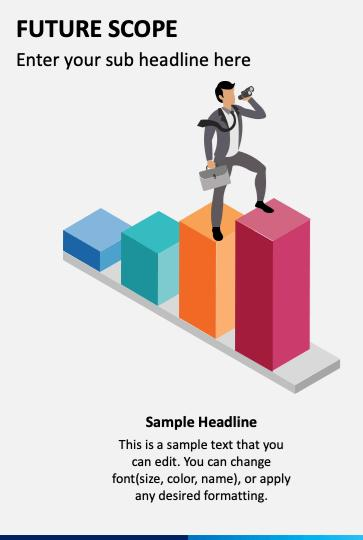 FUTURE SCOPE
Enter your sub headline here
Sample Headline
This is a sample text that you
can edit. You can change
font(size, color, name), or apply
any desired formatting.